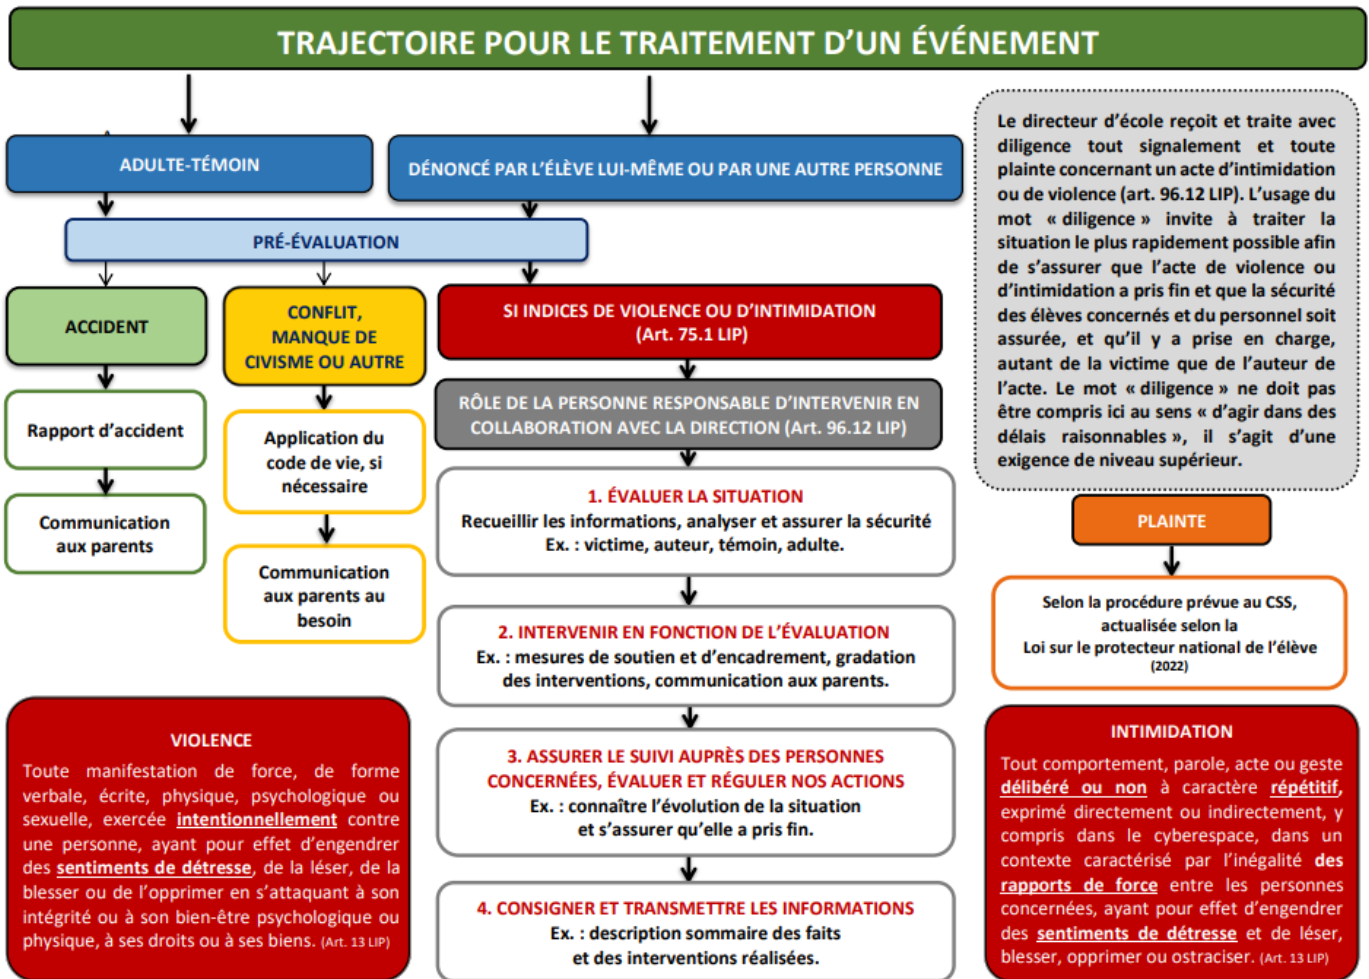 TRAJECTOIRE POUR LE TRAITEMENT D’UN ÉVÉNEMENT
ADULTE-TÉMOIN
DÉNONCÉ PAR L’ÉLÈVE LUI-MÊME OU PAR UNE AUTRE PERSONNE
PRÉ-ÉVALUATION
ACCIDENT
Rapport d’accident
Communication
aux parents
CONFLIT,
MANQUE DE
CIVISME OU AUTRE
Application du
code de vie, si
nécessaire
Communication
aux parents au
besoin
SI INDICES DE VIOLENCE OU D’INTIMIDATION
(Art. 75.1 LIP)
RÔLE DE LA PERSONNE RESPONSABLE D’INTERVENIR EN
COLLABORATION AVEC LA DIRECTION (Art. 96.12 LIP)
1. ÉVALUER LA SITUATION
Recueillir les informations, analyser et assurer la sécurité
Ex. : victime, auteur, témoin, adulte.
2. INTERVENIR EN FONCTION DE L’ÉVALUATION
Ex. : mesures de soutien et d’encadrement, gradation
des interventions, communication aux parents.
3. ASSURER LE SUIVI AUPRÈS DES PERSONNES
CONCERNÉES, ÉVALUER ET RÉGULER NOS ACTIONS
Ex. : connaître l’évolution de la situation
et s’assurer qu’elle a pris fin.
4. CONSIGNER ET TRANSMETTRE LES INFORMATIONS
Ex. : description sommaire des faits
et des interventions réalisées.
Le directeur d’école reçoit et traite avec
diligence tout signalement et toute
plainte concernant un acte d’intimidation
ou de violence (art. 96.12 LIP). L’usage du
mot « diligence » invite à traiter la
situation le plus rapidement possible afin
de s’assurer que l’acte de violence ou
d’intimidation a pris fin et que la sécurité
des élèves concernés et du personnel soit
assurée, et qu’il y a prise en charge,
autant de la victime que de l’auteur de
l’acte. Le mot « diligence » ne doit pas
être compris ici au sens « d’agir dans des
délais raisonnables », il s’agit d’une
exigence de niveau supérieur.
PLAINTE
Selon la procédure prévue au CSS,
actualisée selon la
Loi sur le protecteur national de l’élève
(2022)
VIOLENCE
Toute manifestation de force, de forme
verbale, écrite, physique, psychologique ou
sexuelle, exercée intentionnellement contre
une personne, ayant pour effet d’engendrer
des sentiments de détresse, de la léser, de la
blesser ou de l’opprimer en s’attaquant à son
intégrité ou à son bien-être psychologique ou
physique, à ses droits ou à ses biens. (Art. 13 LIP)
INTIMIDATION
Tout comportement, parole, acte ou geste
délibéré ou non à caractère répétitif,
exprimé directement ou indirectement, y
compris dans le cyberespace, dans un
contexte caractérisé par l’inégalité des
rapports de force entre les personnes
concernées, ayant pour effet d’engendrer
des sentiments de détresse et de léser,
blesser, opprimer ou ostraciser. (Art. 13 LIP)